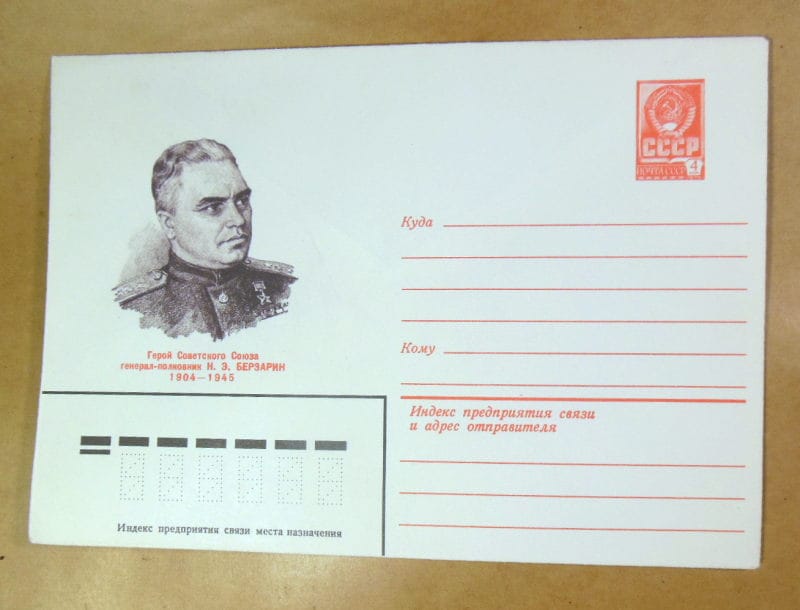 СССР
ПОЧТА СССР 4
Куда
Герой Советского Союза
генерал-полковник Н. Э. БЕРЗАРИН
1904—1945
Кому
Индекс предприятия связи
и адрес отправителя
Индекс предприятия связи места назначения